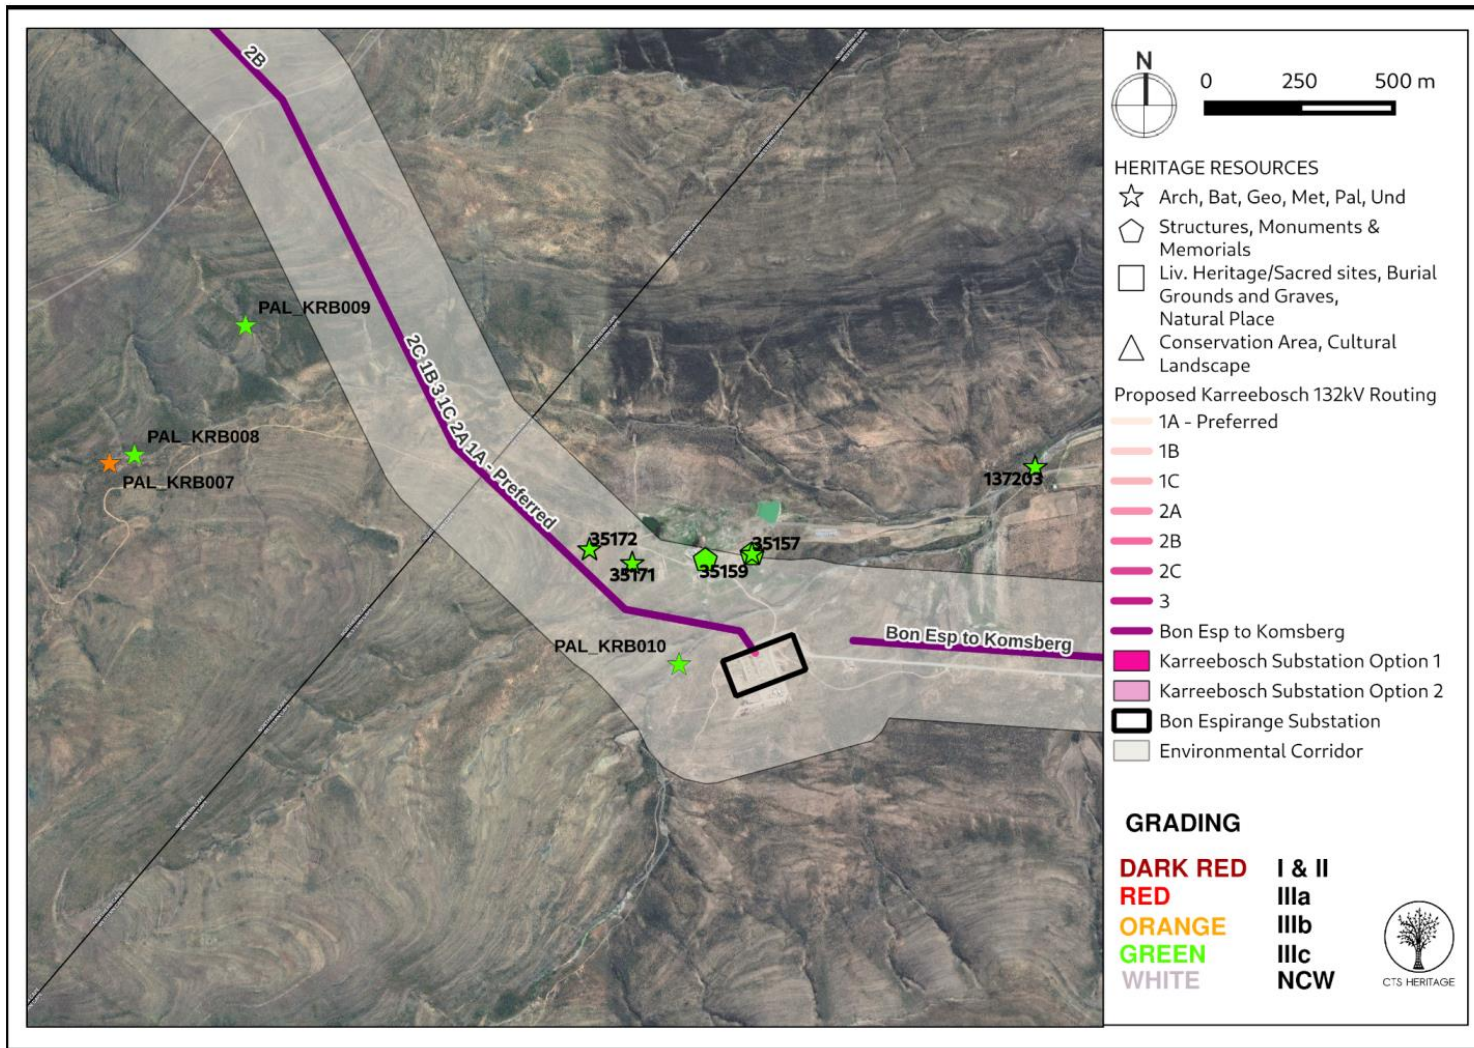 2B
PAL_KRB009
2C 1B 3 1C 2A 1A - Preferred
PAL_KRB008
PAL_KRB007
137203
35172
35171
35159
35157
PAL_KRB010
Bon Esp to Komsberg
N
0 250 500 m
HERITAGE RESOURCES
Arch, Bat, Geo, Met, Pal, Und
Structures, Monuments &
Memorials
Liv. Heritage/Sacred sites, Burial
Grounds and Graves,
Natural Place
Conservation Area, Cultural
Landscape
Proposed Karreebosch 132kV Routing
1A - Preferred
1B
1C
2A
2B
2C
3
Bon Esp to Komsberg
Karreebosch Substation Option 1
Karreebosch Substation Option 2
Bon Espirange Substation
Environmental Corridor
GRADING
DARK RED I & II
RED IIIa
ORANGE IIIb
GREEN IIIc
WHITE NCW
CTS HERITAGE